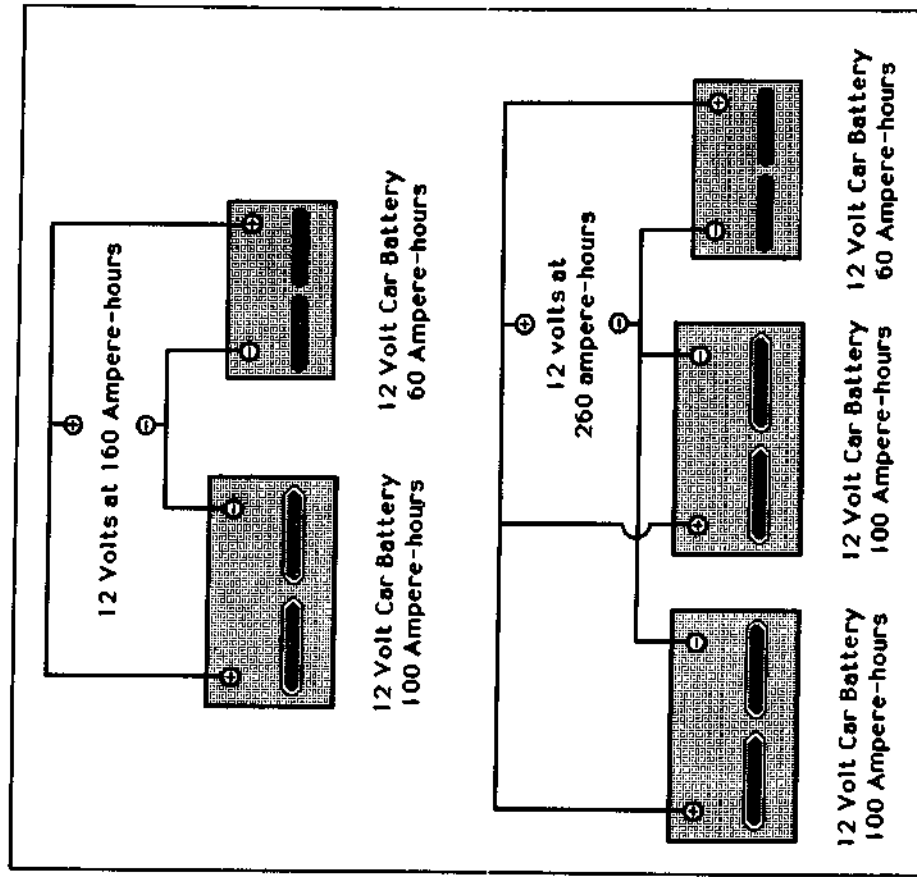 12 Volts at 160 Ampere-hours
+
−
+
−
−
+
12 Volt Car Battery
100 Ampere-hours
12 Volt Car Battery
60 Ampere-hours
+
12 volts at
260 ampere-hours
−
+
−
+
−
−
+
12 Volt Car Battery
100 Ampere-hours
12 Volt Car Battery
100 Ampere-hours
12 Volt Car Battery
60 Ampere-hours